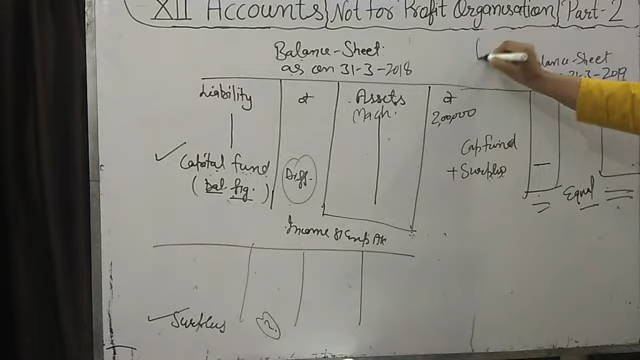 XII Accounts | Not for Profit Organisation | Part-2
Balance-Sheet
as on 31-3-2018
Liability
Assets
Mach.
2,00,000
✓ Capital fund
(Bal. fig.)
Diff.
Balance-Sheet
31-3-2019
Cap fund
+ Surplus
Equal
Income & Exp A/c
✓ Surplus